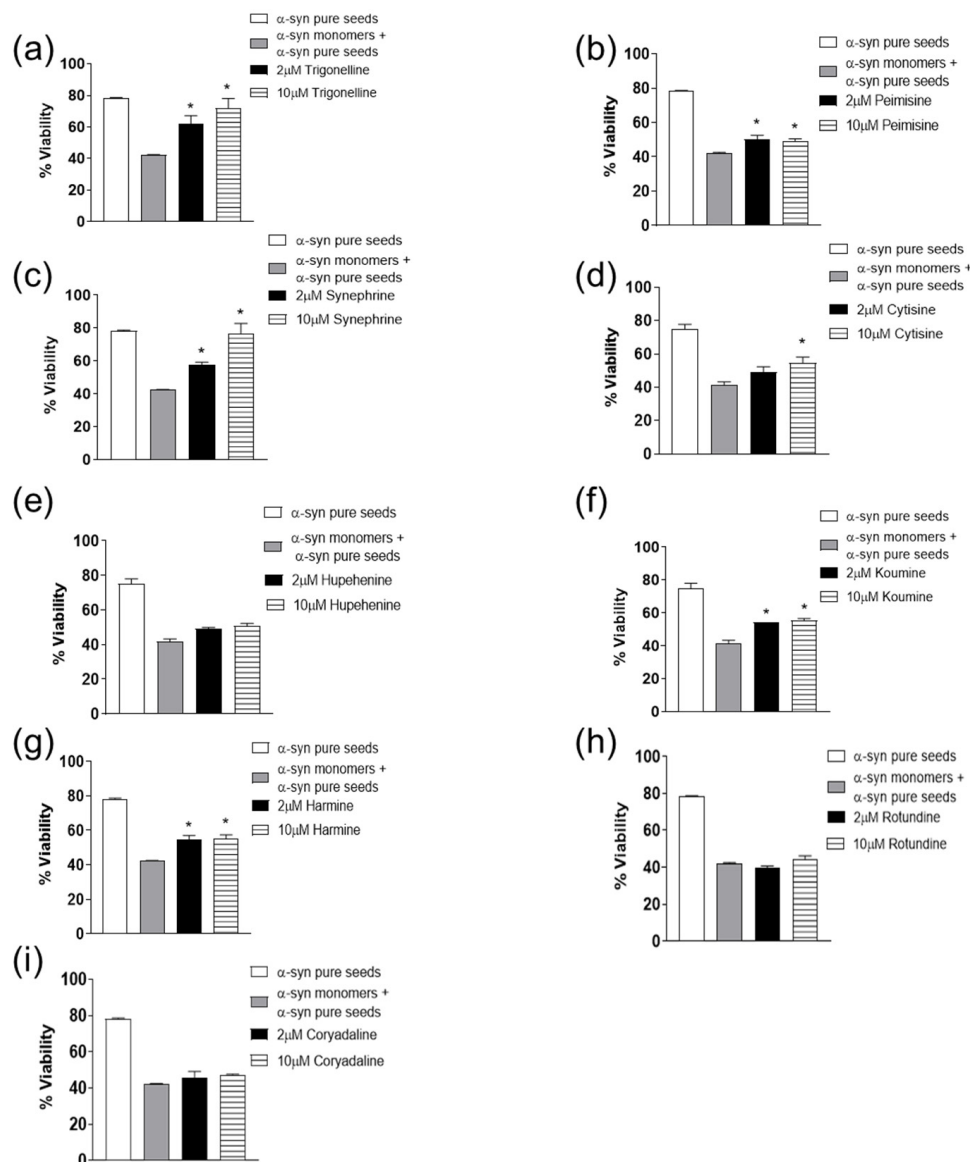 (a)
α-syn pure seeds
α-syn monomers +
α-syn pure seeds
2μM Trigonelline
10μM Trigonelline
% Viability
100
80
60
40
20
0
*
*
(b)
α-syn pure seeds
α-syn monomers +
α-syn pure seeds
2μM Peimisine
10μM Peimisine
% Viability
100
80
60
40
20
0
*
*
(c)
α-syn pure seeds
α-syn monomers +
α-syn pure seeds
2μM Synephrine
10μM Synephrine
% Viability
100
80
60
40
20
0
*
*
(d)
α-syn pure seeds
α-syn monomers +
α-syn pure seeds
2μM Cytisine
10μM Cytisine
% Viability
100
80
60
40
20
0
*
(e)
α-syn pure seeds
α-syn monomers +
α-syn pure seeds
2μM Hupehenine
10μM Hupehenine
% Viability
100
80
60
40
20
0
(f)
α-syn pure seeds
α-syn monomers +
α-syn pure seeds
2μM Koumine
10μM Koumine
% Viability
100
80
60
40
20
0
*
*
(g)
α-syn pure seeds
α-syn monomers +
α-syn pure seeds
2μM Harmine
10μM Harmine
% Viability
100
80
60
40
20
0
*
*
(h)
α-syn pure seeds
α-syn monomers +
α-syn pure seeds
2μM Rotundine
10μM Rotundine
% Viability
100
80
60
40
20
0
(i)
α-syn pure seeds
α-syn monomers +
α-syn pure seeds
2μM Coryadaline
10μM Coryadaline
% Viability
100
80
60
40
20
0